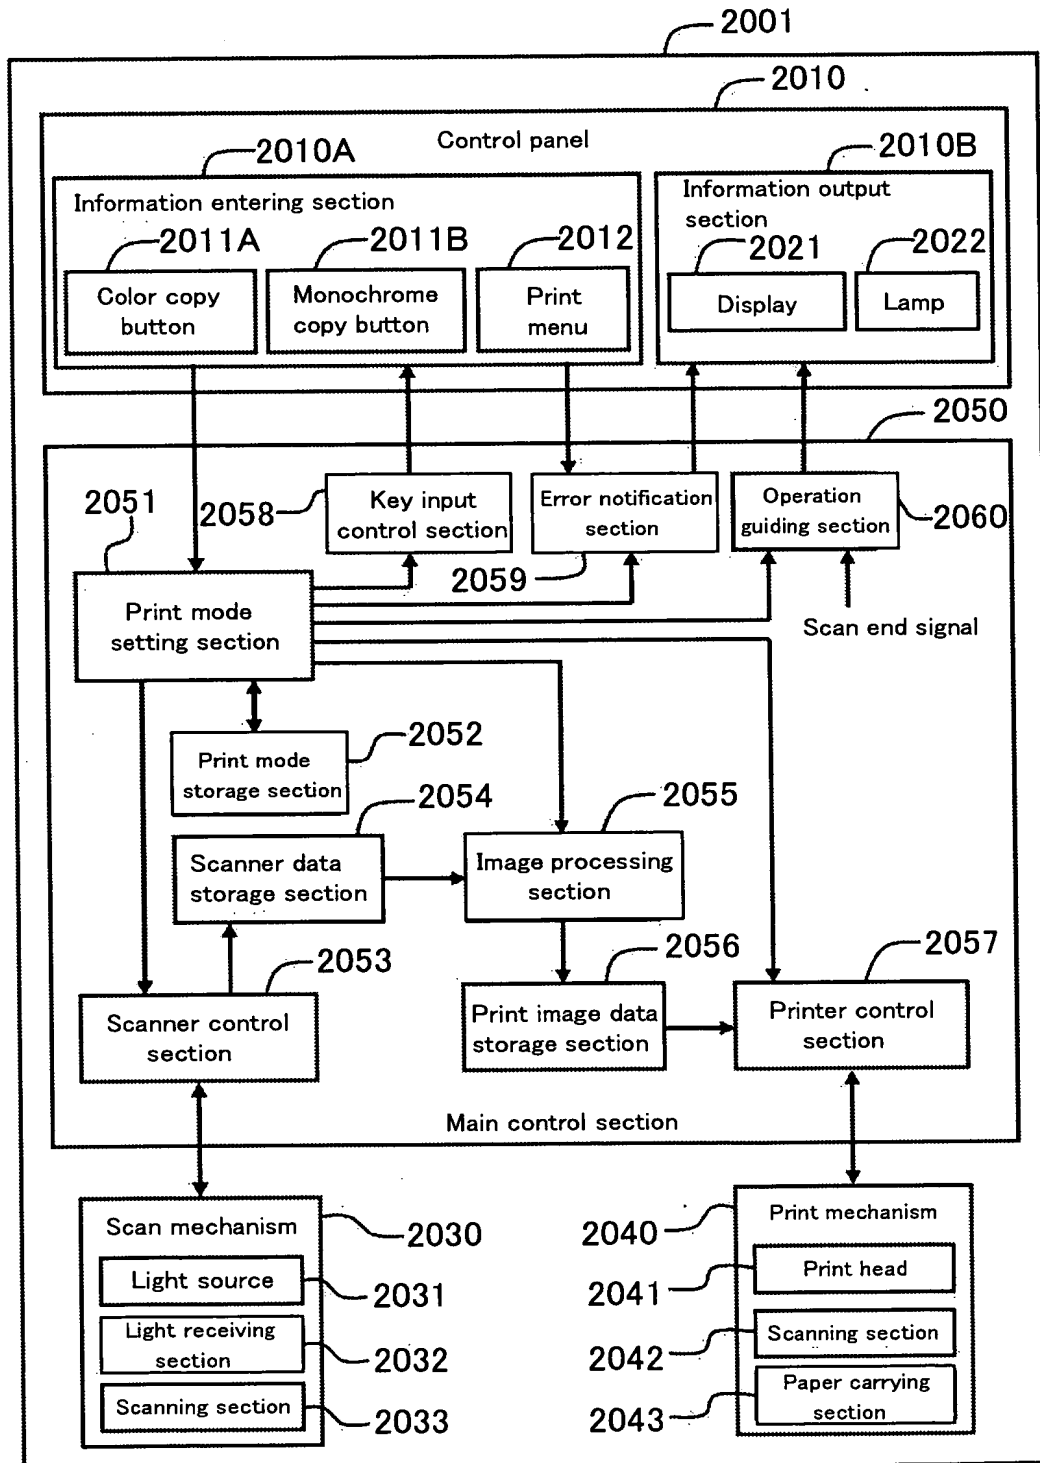 2001
2010
Control panel
2010A
2010B
Information entering section
Information output
section
2011A
2011B
2012
2021
2022
Color copy
button
Monochrome
copy button
Print
menu
Display
Lamp
2050
2051
2058
Key input
control section
Error notification
section
Operation
guiding section
2060
2059
Print mode
setting section
Scan end signal
2052
Print mode
storage section
2054
2055
Scanner data
storage section
Image processing
section
2053
2056
2057
Scanner control
section
Print image data
storage section
Printer control
section
Main control section
Scan mechanism
2030
Light source
2031
Light receiving
section
2032
Scanning section
2033
2040
Print mechanism
2041
Print head
2042
Scanning section
2043
Paper carrying
section